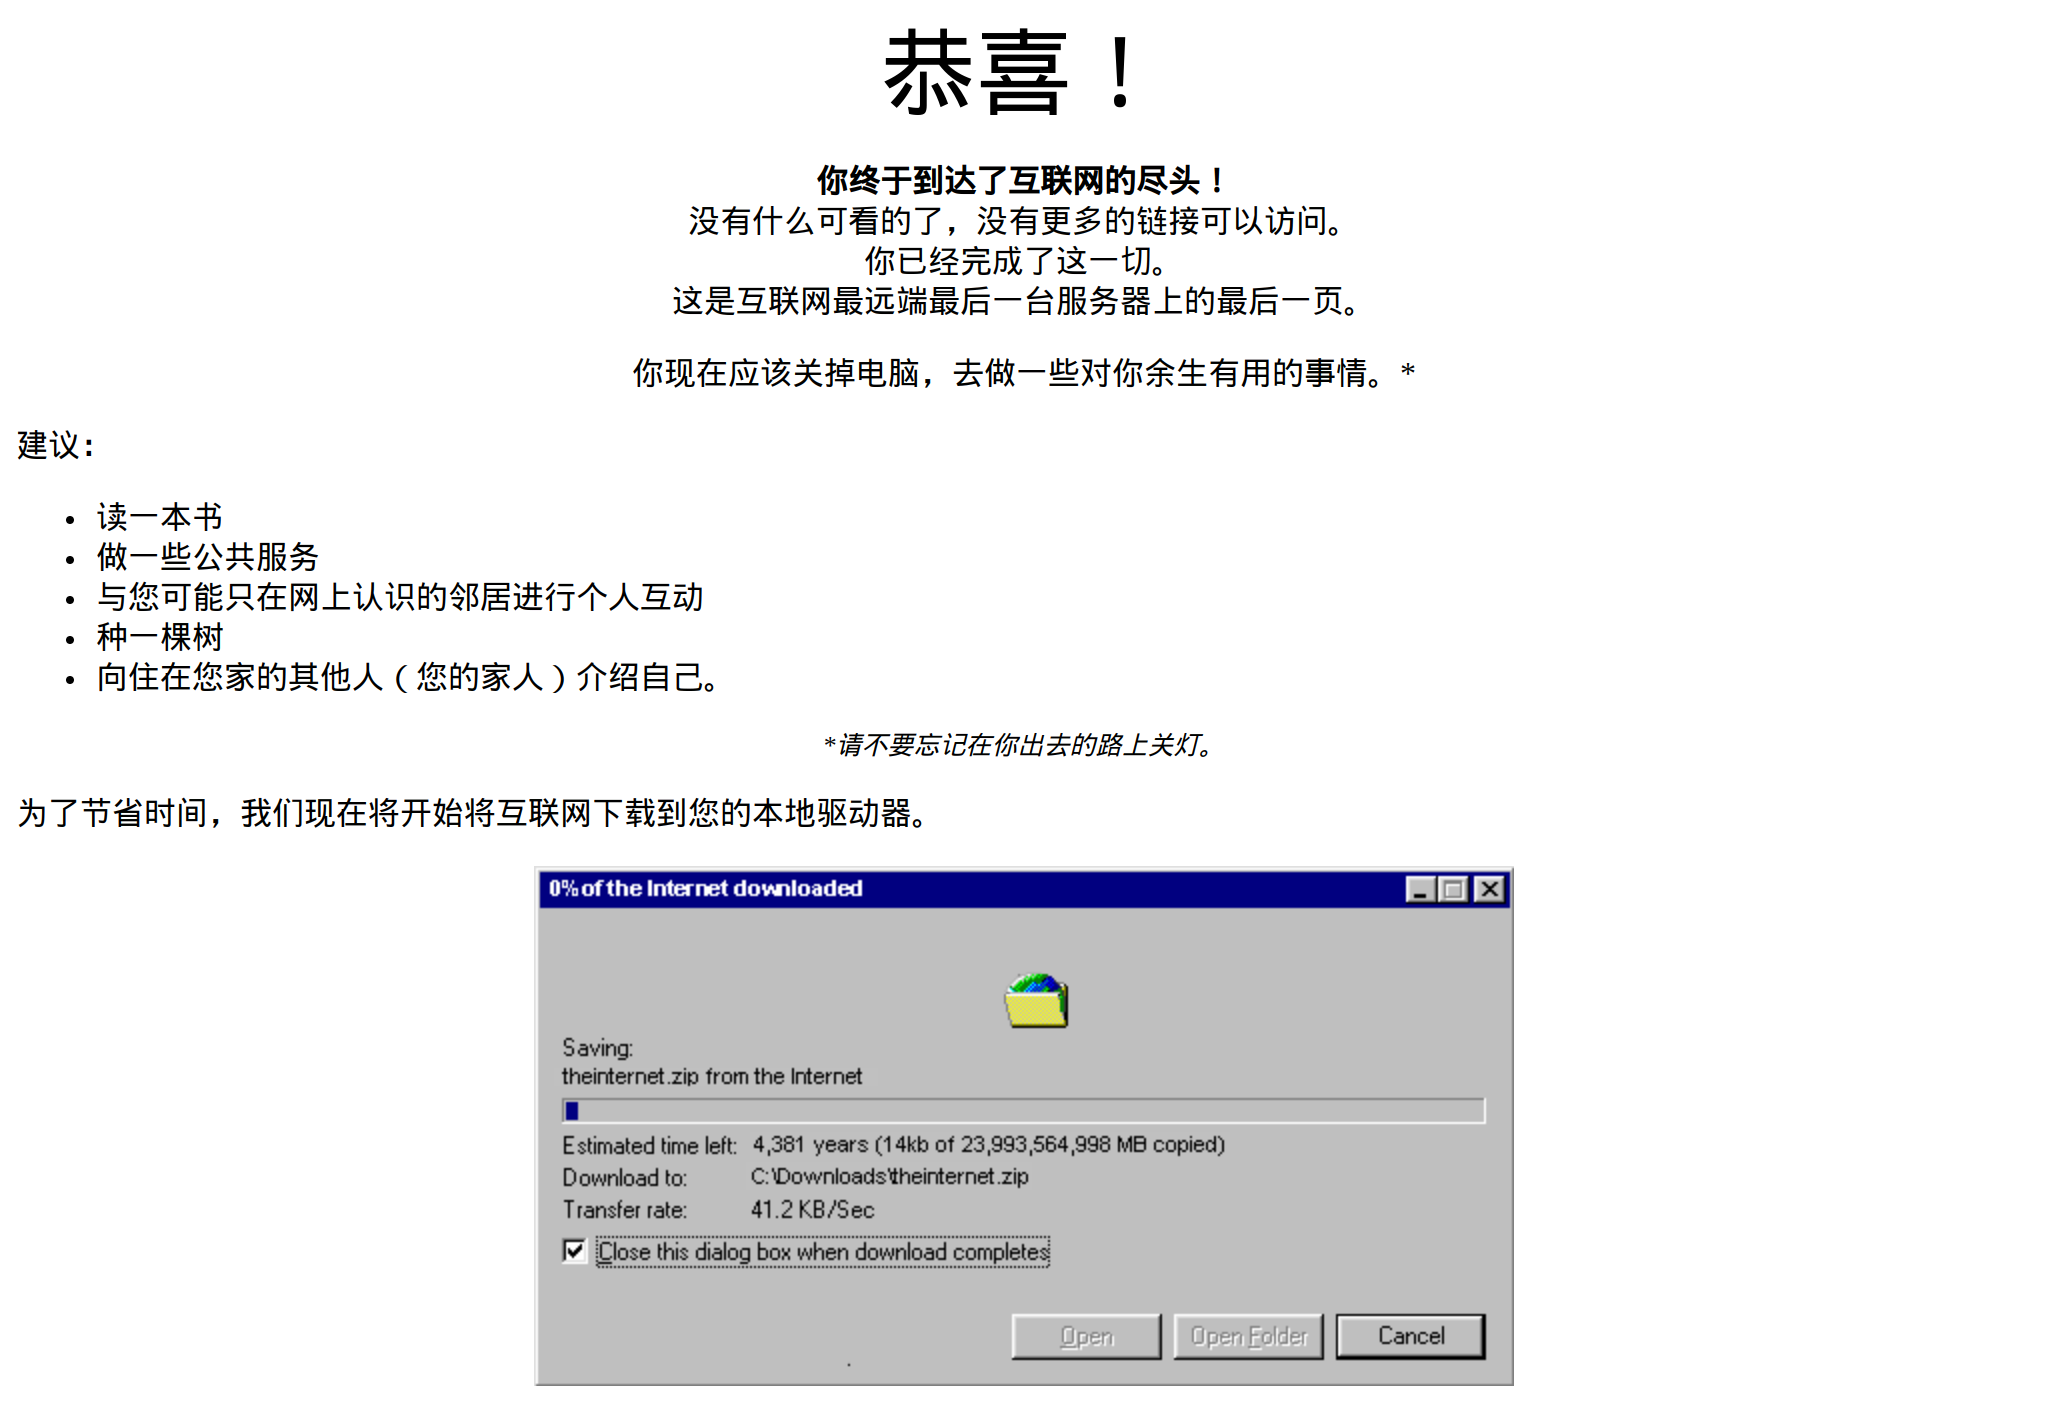 恭喜！
你终于到达了互联网的尽头！
没有什么可看的了，没有更多的链接可以访问。
你已经完成了这一切。
这是互联网最远端最后一台服务器上的最后一页。
你现在应该关掉电脑，去做一些对你余生有用的事情。*
建议：
• 读一本书
• 做一些公共服务
• 与您可能只在网上认识的邻居进行个人互动
• 种一棵树
• 向住在您家的其他人（您的家人）介绍自己。
*请不要忘记在你出去的路上关灯。
为了节省时间，我们现在将开始将互联网下载到您的本地驱动器。
0% of the Internet downloaded
Saving:
theinternet.zip from the Internet
Estimated time left: 4,381 years (14kb of 23,993,564,998 MB copied)
Download to: C:\Downloads\theinternet.zip
Transfer rate: 41.2 KB/Sec
Close this dialog box when download completes
Open Open Folder Cancel